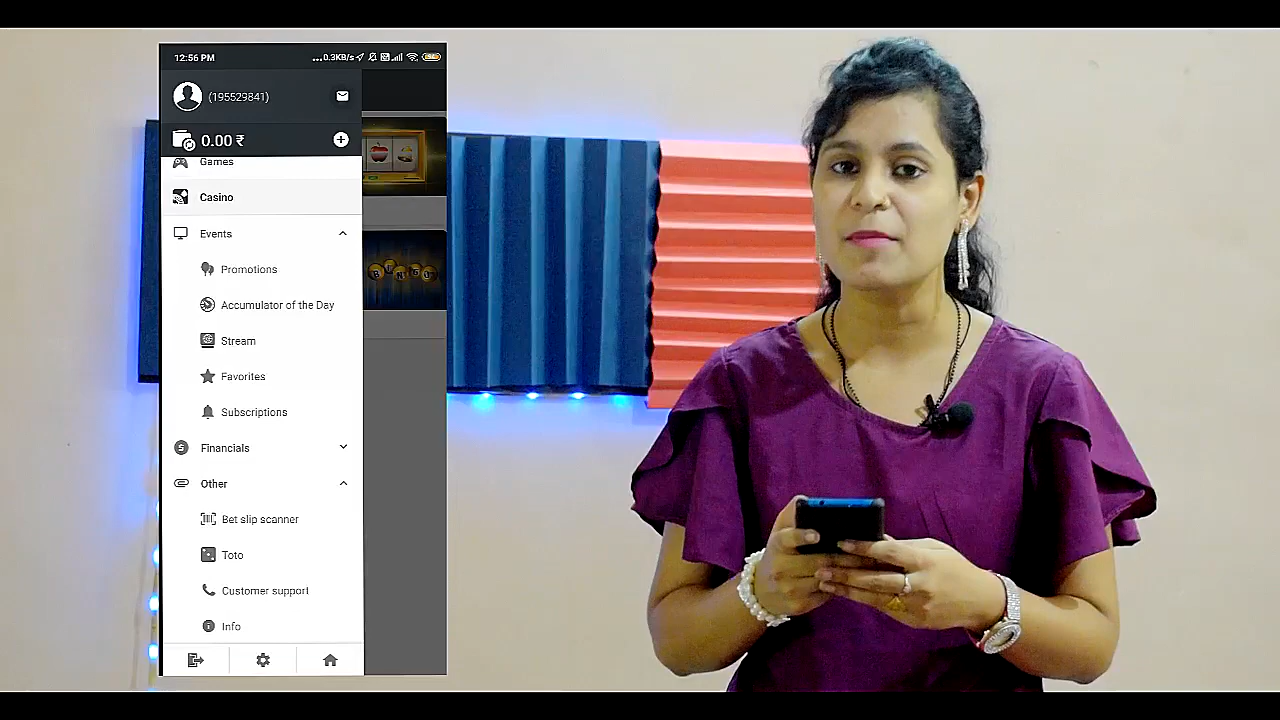 12:56 PM
...0.3KB/s
(195529841)
0.00 ₹
Games
Casino
Events
Promotions
Accumulator of the Day
Stream
Favorites
Subscriptions
Financials
Other
Bet slip scanner
Toto
Customer support
Info